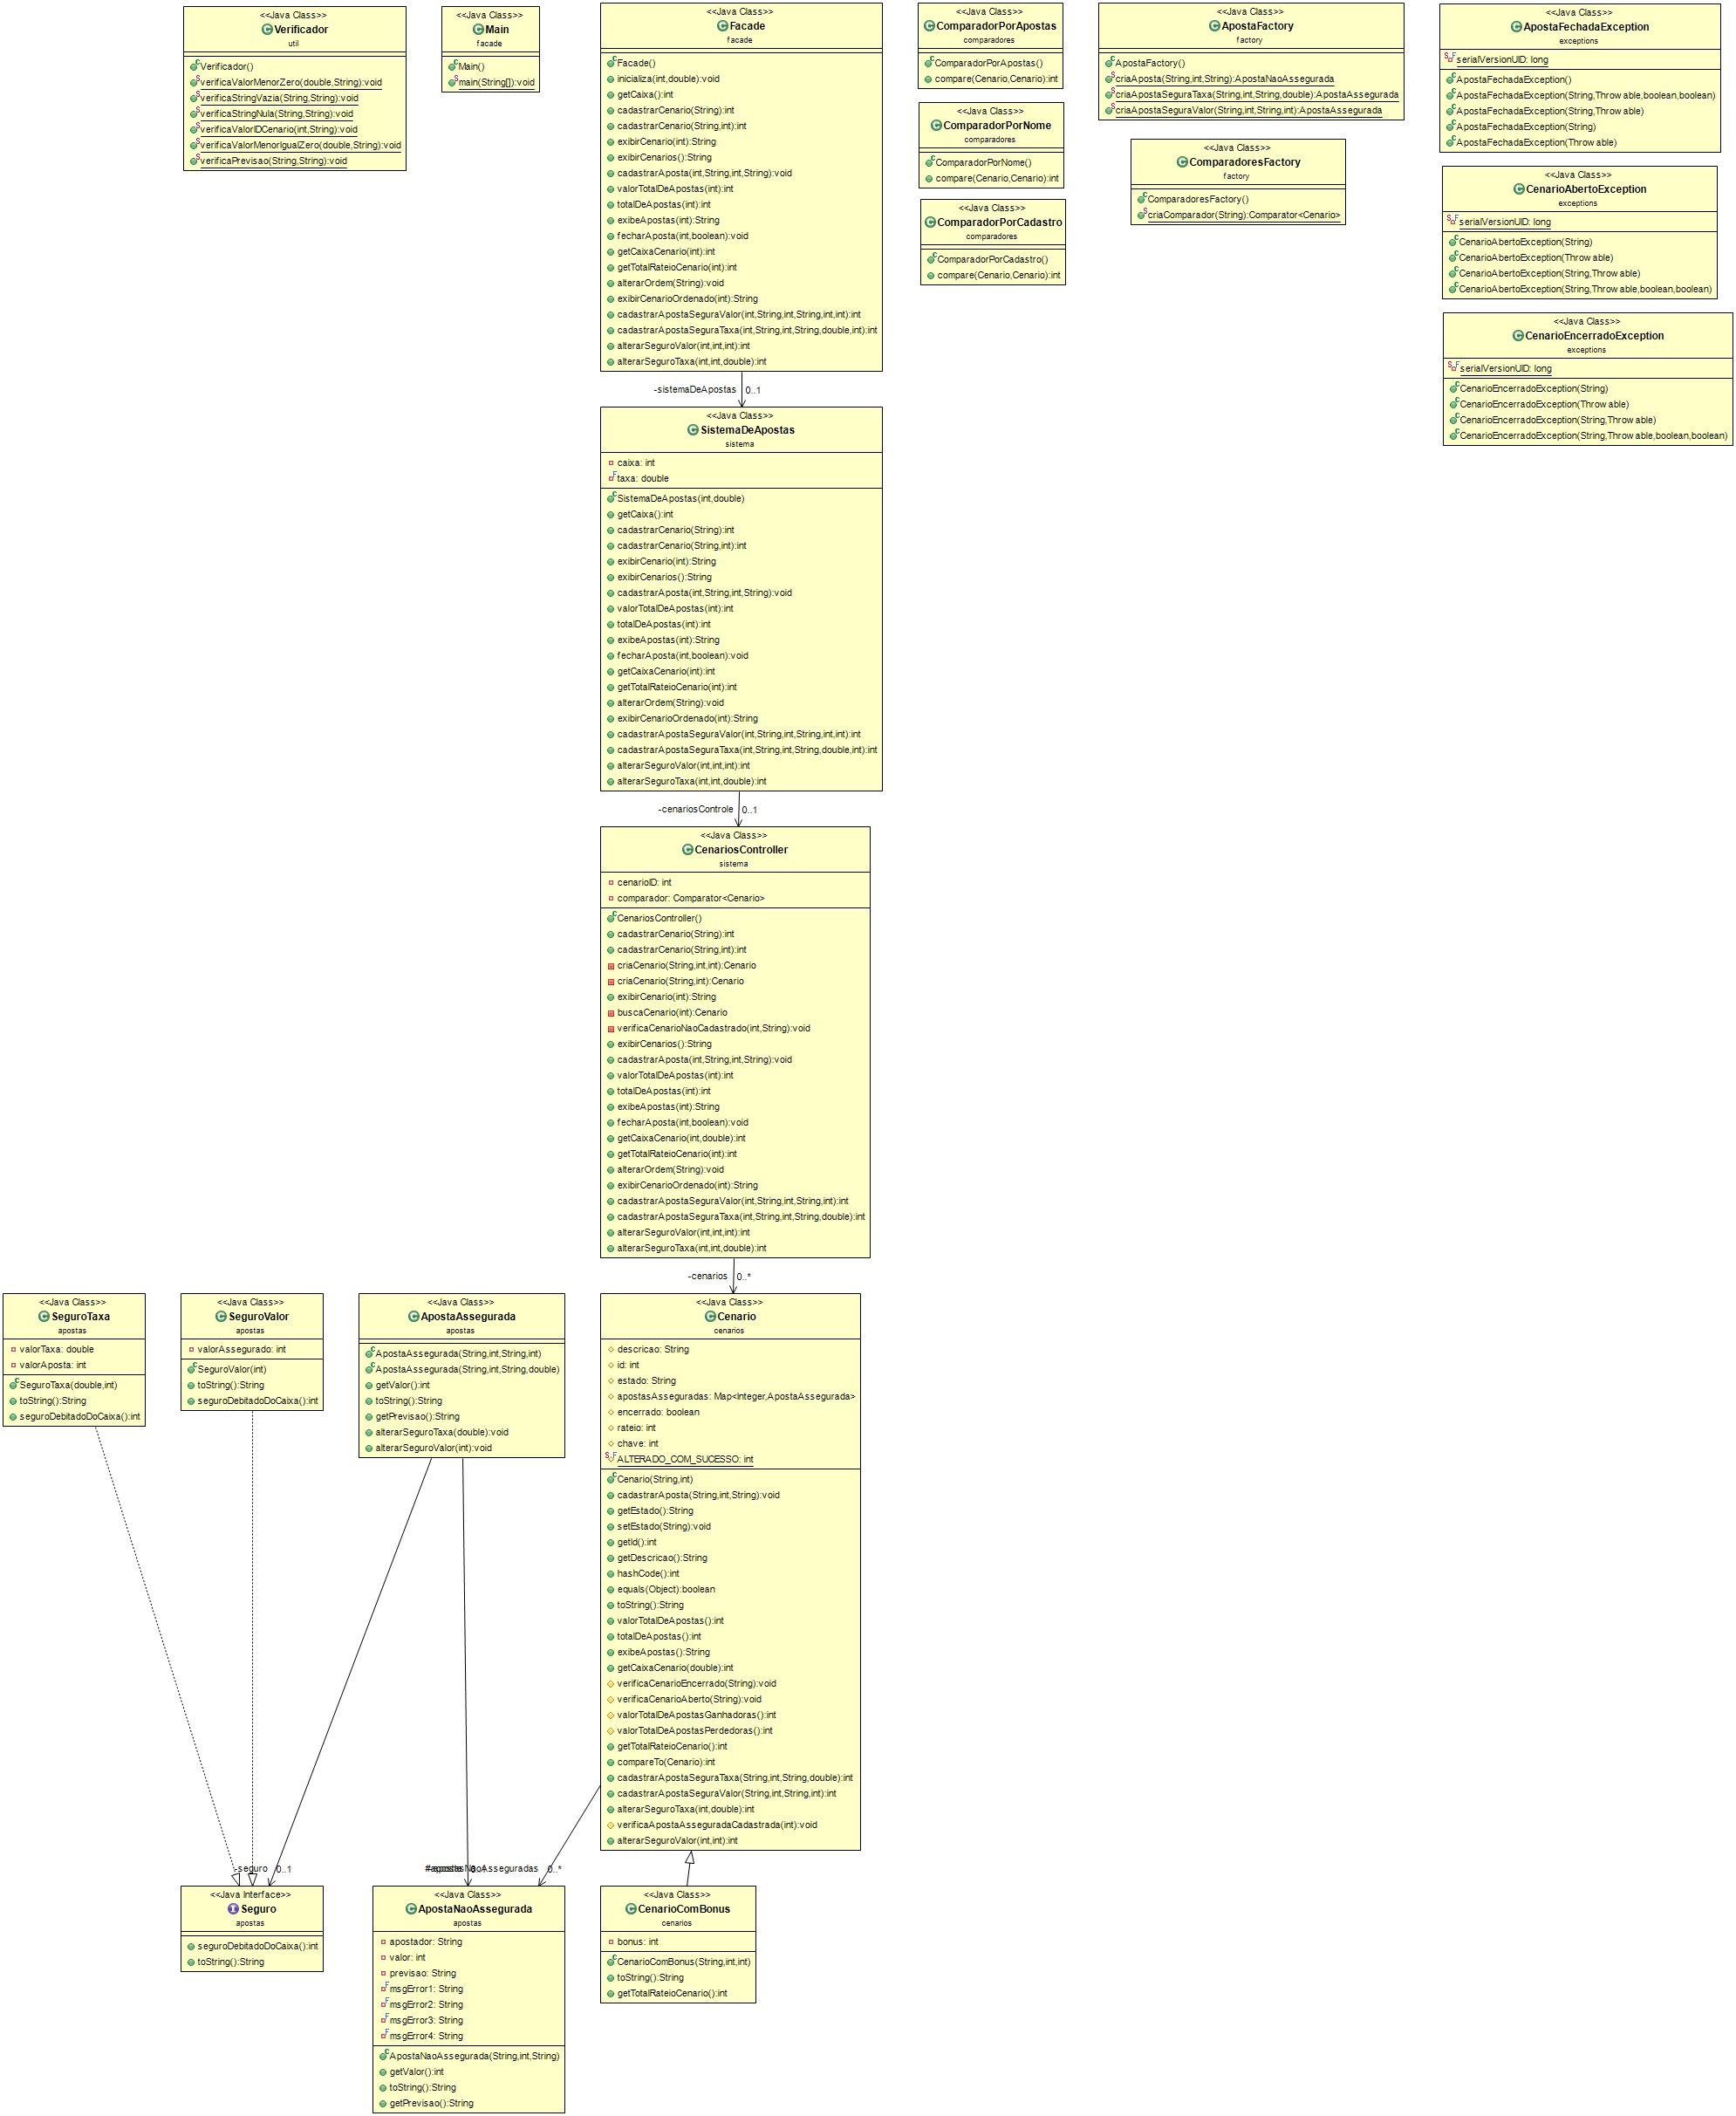 <<Java Class>>
Verificador
util
Verificador()
verificaValorMenorZero(double,String):void
verificaStringVazia(String,String):void
verificaStringNula(String,String):void
verificaValorIDCenario(int,String):void
verificaValorMenorIgualZero(double,String):void
verificaPrevisao(String,String):void
<<Java Class>>
Main
facade
Main()
main(String[]):void
<<Java Class>>
Facade
facade
Facade()
inicializa(int,double):void
getCaixa():int
cadastrarCenario(String):int
cadastrarCenario(String,int):int
exibirCenario(int):String
exibirCenarios():String
cadastrarAposta(int,String,int,String):void
valorTotalDeApostas(int):int
totalDeApostas(int):int
exibeApostas(int):String
fecharAposta(int,boolean):void
getCaixaCenario(int):int
getTotalRateioCenario(int):int
alterarOrdem(String):void
exibirCenarioOrdenado(int):String
cadastrarApostaSeguraValor(int,String,int,String,int,int):int
cadastrarApostaSeguraTaxa(int,String,int,String,double,int):int
alterarSeguroValor(int,int,int):int
alterarSeguroTaxa(int,int,double):int
<<Java Class>>
ComparadorPorApostas
comparadores
ComparadorPorApostas()
compare(Cenario,Cenario):int
<<Java Class>>
ComparadorPorNome
comparadores
ComparadorPorNome()
compare(Cenario,Cenario):int
<<Java Class>>
ComparadorPorCadastro
comparadores
ComparadorPorCadastro()
compare(Cenario,Cenario):int
<<Java Class>>
ApostaFactory
factory
ApostaFactory()
criaAposta(String,int,String):ApostaNaoAssegurada
criaApostaSeguraTaxa(String,int,String,double):ApostaAssegurada
criaApostaSeguraValor(String,int,String,int):ApostaAssegurada
<<Java Class>>
ComparadoresFactory
factory
ComparadoresFactory()
criaComparador(String):Comparator<Cenario>
<<Java Class>>
ApostaFechadaException
exceptions
serialVersionUID: long
ApostaFechadaException()
ApostaFechadaException(String,Throw able,boolean,boolean)
ApostaFechadaException(String,Throw able)
ApostaFechadaException(String)
ApostaFechadaException(Throw able)
<<Java Class>>
CenarioAbertoException
exceptions
serialVersionUID: long
CenarioAbertoException(String)
CenarioAbertoException(Throw able)
CenarioAbertoException(String,Throw able)
CenarioAbertoException(String,Throw able,boolean,boolean)
<<Java Class>>
CenarioEncerradoException
exceptions
serialVersionUID: long
CenarioEncerradoException(String)
CenarioEncerradoException(Throw able)
CenarioEncerradoException(String,Throw able)
CenarioEncerradoException(String,Throw able,boolean,boolean)
-sistemaDeApostas 0..1
<<Java Class>>
SistemaDeApostas
sistema
caixa: int
taxa: double
SistemaDeApostas(int,double)
getCaixa():int
cadastrarCenario(String):int
cadastrarCenario(String,int):int
exibirCenario(int):String
exibirCenarios():String
cadastrarAposta(int,String,int,String):void
valorTotalDeApostas(int):int
totalDeApostas(int):int
exibeApostas(int):String
fecharAposta(int,boolean):void
getCaixaCenario(int):int
getTotalRateioCenario(int):int
alterarOrdem(String):void
exibirCenarioOrdenado(int):String
cadastrarApostaSeguraValor(int,String,int,String,int,int):int
cadastrarApostaSeguraTaxa(int,String,int,String,double,int):int
alterarSeguroValor(int,int,int):int
alterarSeguroTaxa(int,int,double):int
-cenariosControle 0..1
<<Java Class>>
CenariosController
sistema
cenarioID: int
comparador: Comparator<Cenario>
CenariosController()
cadastrarCenario(String):int
cadastrarCenario(String,int):int
criaCenario(String,int,int):Cenario
criaCenario(String,int):Cenario
exibirCenario(int):String
buscaCenario(int):Cenario
verificaCenarioNaoCadastrado(int,String):void
exibirCenarios():String
cadastrarAposta(int,String,int,String):void
valorTotalDeApostas(int):int
totalDeApostas(int):int
exibeApostas(int):String
fecharAposta(int,boolean):void
getCaixaCenario(int,double):int
getTotalRateioCenario(int):int
alterarOrdem(String):void
exibirCenarioOrdenado(int):String
cadastrarApostaSeguraValor(int,String,int,String,int):int
cadastrarApostaSeguraTaxa(int,String,int,String,double):int
alterarSeguroValor(int,int,int):int
alterarSeguroTaxa(int,int,double):int
-cenarios 0..*
<<Java Class>>
SeguroTaxa
apostas
valorTaxa: double
valorAposta: int
SeguroTaxa(double,int)
toString():String
seguroDebitadoDoCaixa():int
<<Java Class>>
SeguroValor
apostas
valorAssegurado: int
SeguroValor(int)
toString():String
seguroDebitadoDoCaixa():int
<<Java Class>>
ApostaAssegurada
apostas
ApostaAssegurada(String,int,String,int)
ApostaAssegurada(String,int,String,double)
getValor():int
toString():String
getPrevisao():String
alterarSeguroTaxa(double):void
alterarSeguroValor(int):void
<<Java Class>>
Cenario
cenarios
descricao: String
id: int
estado: String
apostasAsseguradas: Map<Integer,ApostaAssegurada>
encerrado: boolean
rateio: int
chave: int
ALTERADO_COM_SUCESSO: int
Cenario(String,int)
cadastrarAposta(String,int,String):void
getEstado():String
setEstado(String):void
getId():int
getDescricao():String
hashCode():int
equals(Object):boolean
toString():String
valorTotalDeApostas():int
totalDeApostas():int
exibeApostas():String
getCaixaCenario(double):int
verificaCenarioEncerrado(String):void
verificaCenarioAberto(String):void
valorTotalDeApostasGanhadoras():int
valorTotalDeApostasPerdedoras():int
getTotalRateioCenario():int
compareTo(Cenario):int
cadastrarApostaSeguraTaxa(String,int,String,double):int
cadastrarApostaSeguraValor(String,int,String,int):int
alterarSeguroTaxa(int,double):int
verificaApostaAsseguradaCadastrada(int):void
alterarSeguroValor(int,int):int
-seguro 0..1
0..*
<<Java Interface>>
Seguro
apostas
seguroDebitadoDoCaixa():int
toString():String
<<Java Class>>
ApostaNaoAssegurada
apostas
apostador: String
valor: int
previsao: String
msgError1: String
msgError2: String
msgError3: String
msgError4: String
ApostaNaoAssegurada(String,int,String)
getValor():int
toString():String
getPrevisao():String
<<Java Class>>
CenarioComBonus
cenarios
bonus: int
CenarioComBonus(String,int,int)
toString():String
getTotalRateioCenario():int